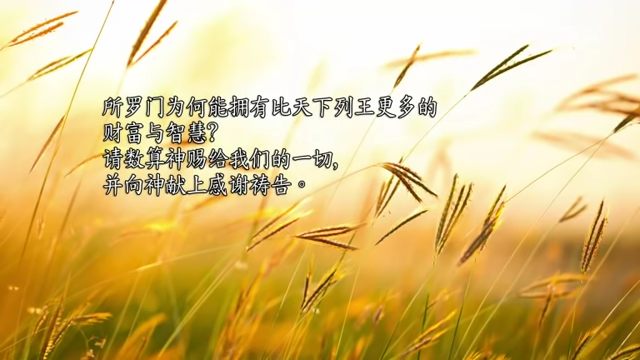 所罗门为何能拥有比天下列王更多的
财富与智慧?
请数算神赐给我们的一切,
并向神献上感谢祷告。